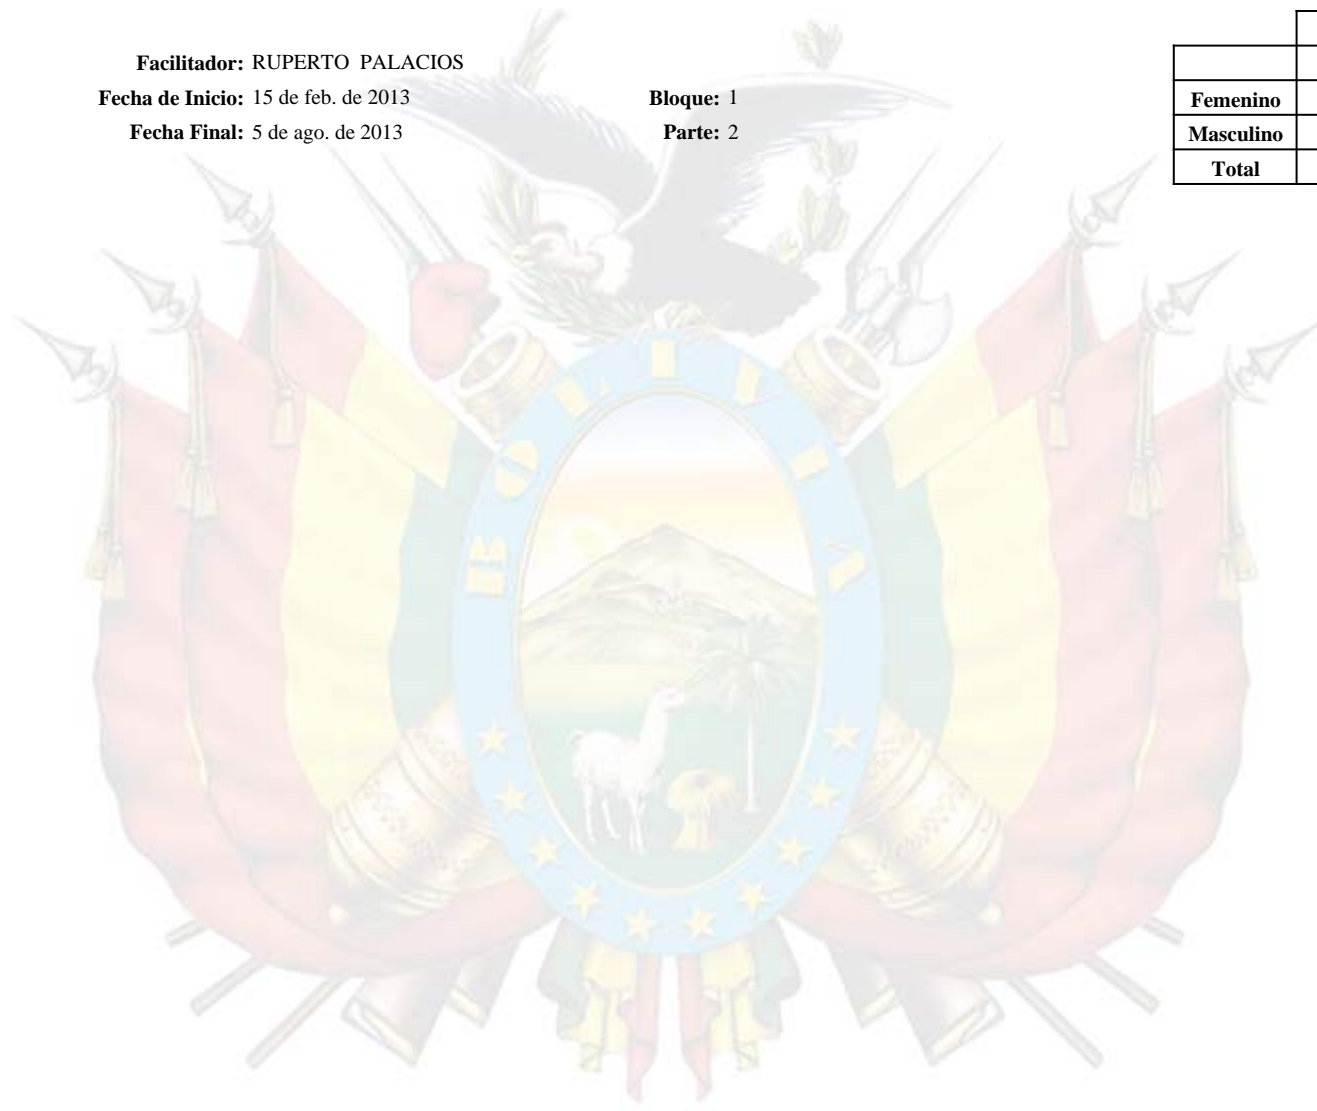 Facilitador: RUPERTO PALACIOS
Fecha de Inicio: 15 de feb. de 2013 Bloque: 1
Fecha Final: 5 de ago. de 2013 Parte: 2
Femenino
Masculino
Total
BOLIVIA